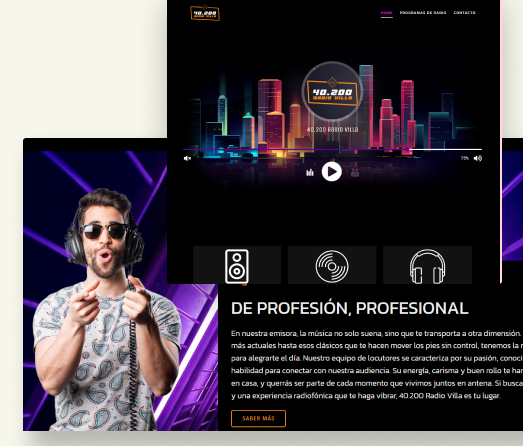 40.200
RADIO VILLA
HOME PROGRAMAS DE RADIO CONTACTO
40.200
RADIO VILLA
40.200 RADIO VILLA
75%
DE PROFESIÓN, PROFESIONAL
En nuestra emisora, la música no solo suena, sino que te transporta a otra dimensión.
más actuales hasta esos clásicos que te hacen mover los pies sin control, tenemos la
para alegrarte el día. Nuestro equipo de locutores se caracteriza por su pasión, conoci
habilidad para conectar con nuestra audiencia. Su energía, carisma y buen rollo te har
en casa, y querrás ser parte de cada momento que vivimos juntos en antena. Si busca
y una experiencia radiofónica que te haga vibrar, 40.200 Radio Villa es tu lugar.
SABER MÁS